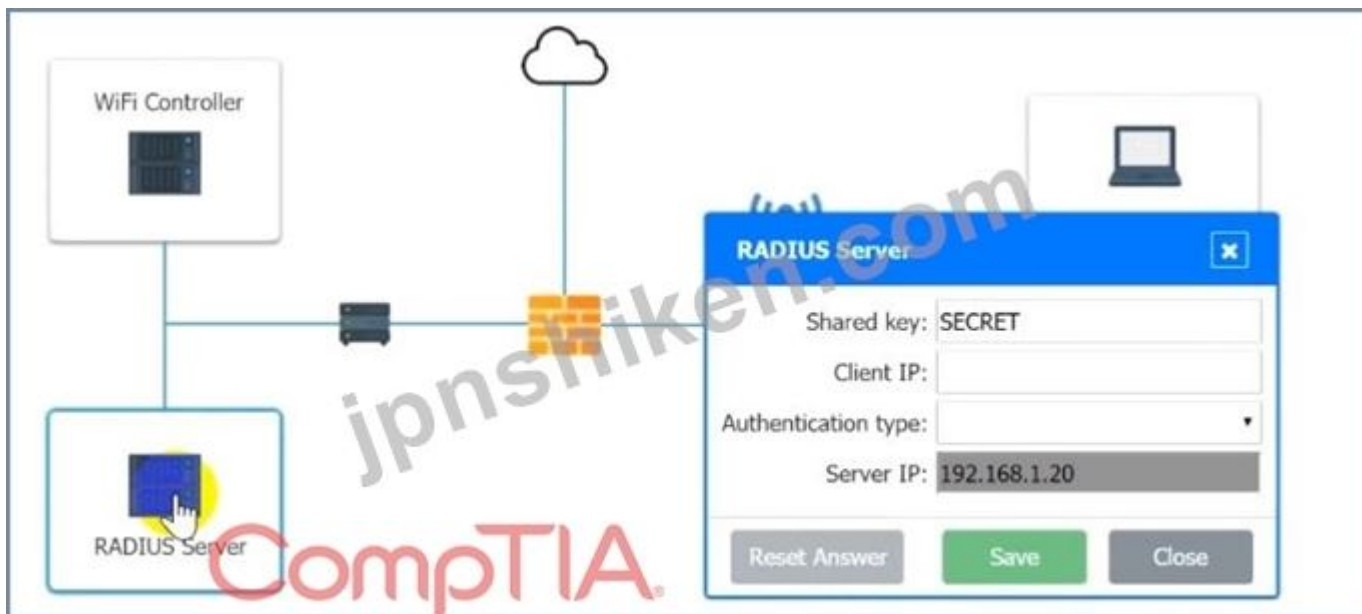 WiFi Controller
RADIUS Server
RADIUS Server
Shared key: SECRET
Client IP:
Authentication type:
Server IP: 192.168.1.20
Reset Answer Save Close
jpnshiken.com
CompTIA.